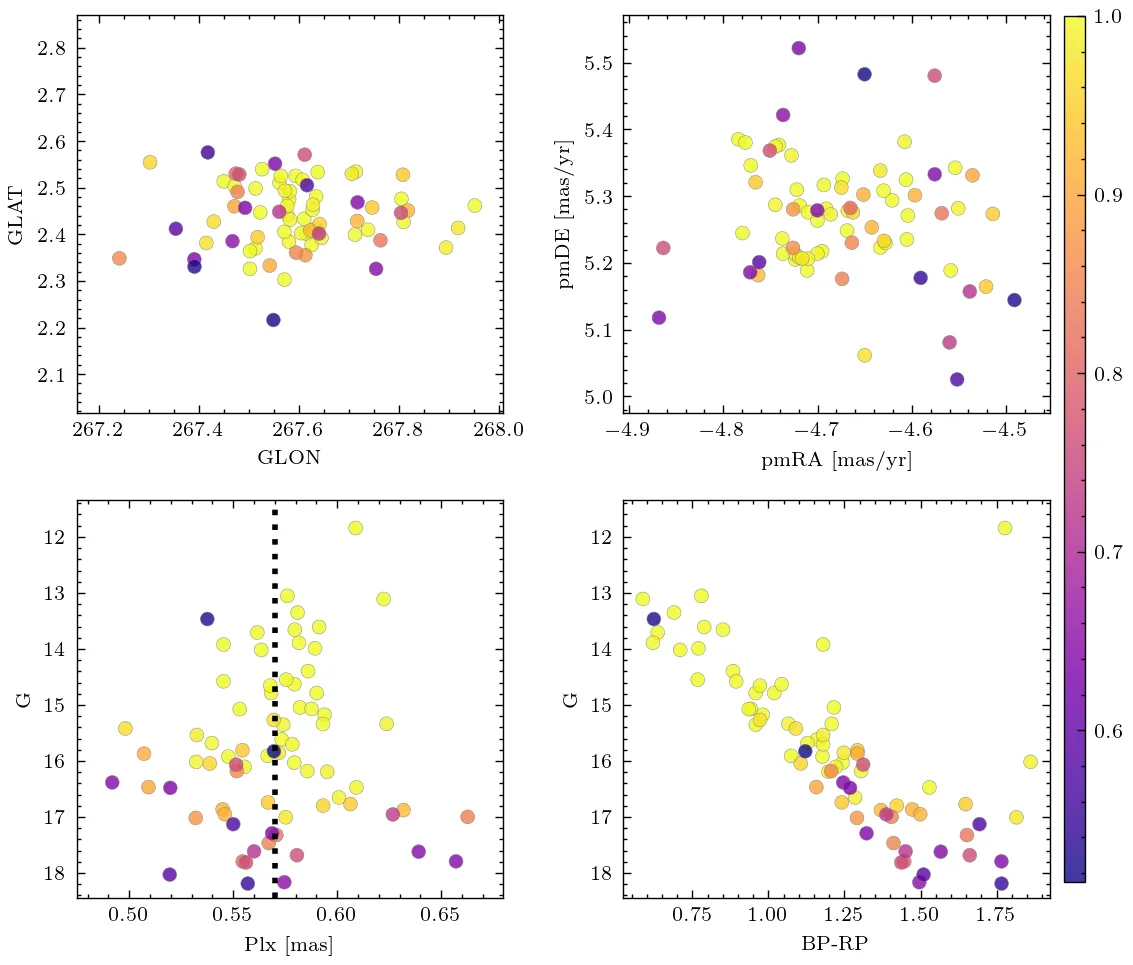 2.8
2.7
2.6
2.5
2.4
2.3
2.2
2.1
GLAT
267.2 267.4 267.6 267.8 268.0
GLON
5.5
5.4
5.3
5.2
5.1
5.0
pmDE [mas/yr]
−4.9 −4.8 −4.7 −4.6 −4.5
pmRA [mas/yr]
1.0
0.9
0.8
0.7
0.6
12
13
14
15
16
17
18
G
0.50 0.55 0.60 0.65
Plx [mas]
12
13
14
15
16
17
18
G
0.75 1.00 1.25 1.50 1.75
BP-RP